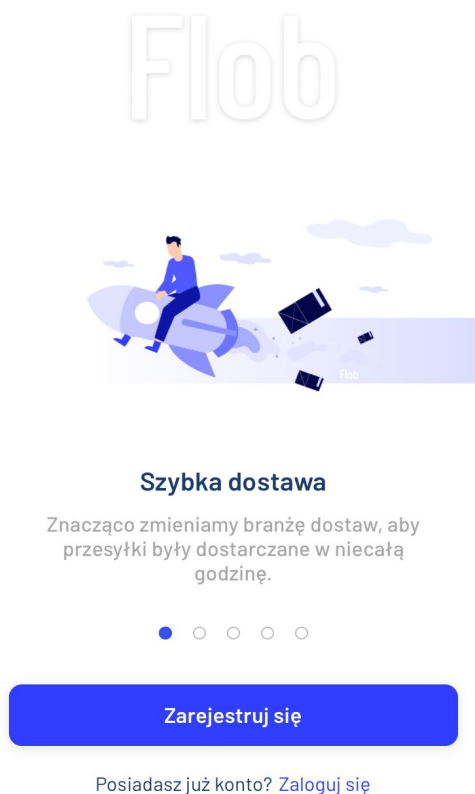 Flob
Flob
Szybka dostawa
Znacząco zmieniamy branżę dostaw, aby
przesyłki były dostarczane w niecałą
godzinę.
Zarejestruj się
Posiadasz już konto? Zaloguj się